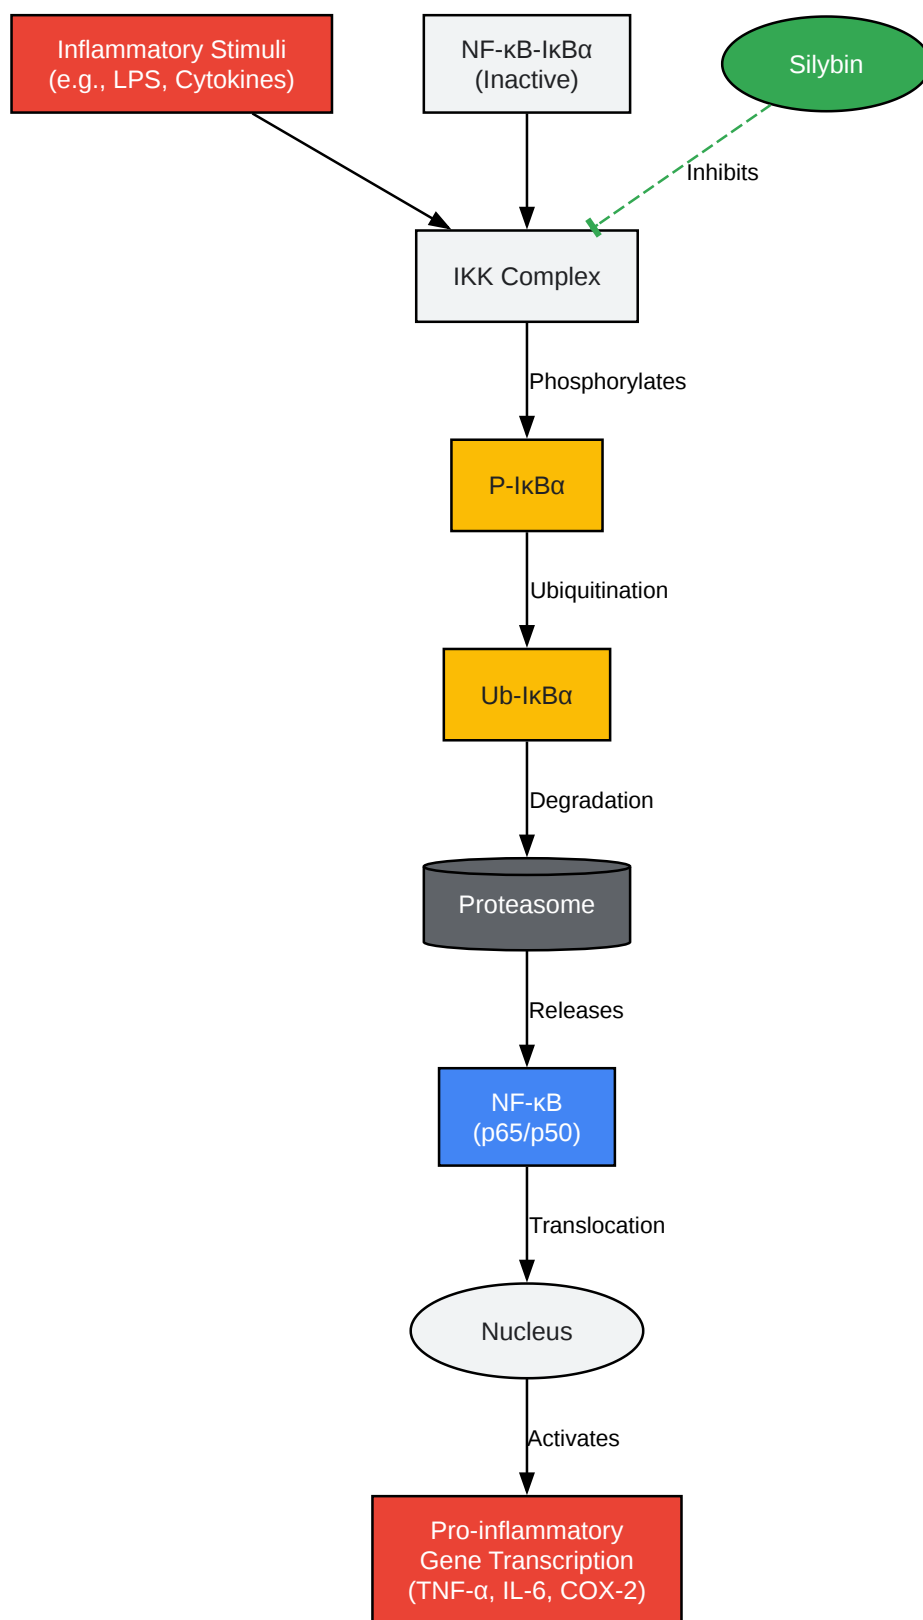 Inflammatory Stimuli
(e.g., LPS, Cytokines)
NF-κB-IκBα
(Inactive)
Silybin
Inhibits
IKK Complex
Phosphorylates
P-IκBα
Ubiquitination
Ub-IκBα
Degradation
Proteasome
Releases
NF-κB
(p65/p50)
Translocation
Nucleus
Activates
Pro-inflammatory
Gene Transcription
(TNF-α, IL-6, COX-2)